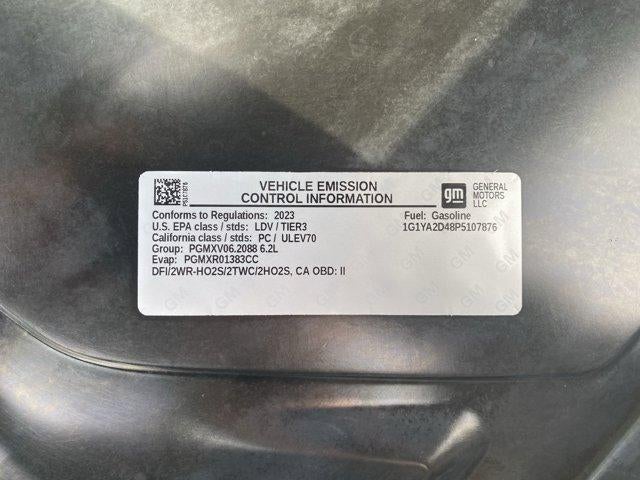 VEHICLE EMISSION
CONTROL INFORMATION
gm
GENERAL
MOTORS
LLC
Conforms to Regulations: 2023
Fuel: Gasoline
U.S. EPA class / stds: LDV / TIER3
1G1YA2D48P5107876
California class / stds: PC / ULEV70
Group: PGMXV06.2088 6.2L
Evap: PGMXR01383CC
DFI/2WR-HO2S/2TWC/2HO2S, CA OBD: II